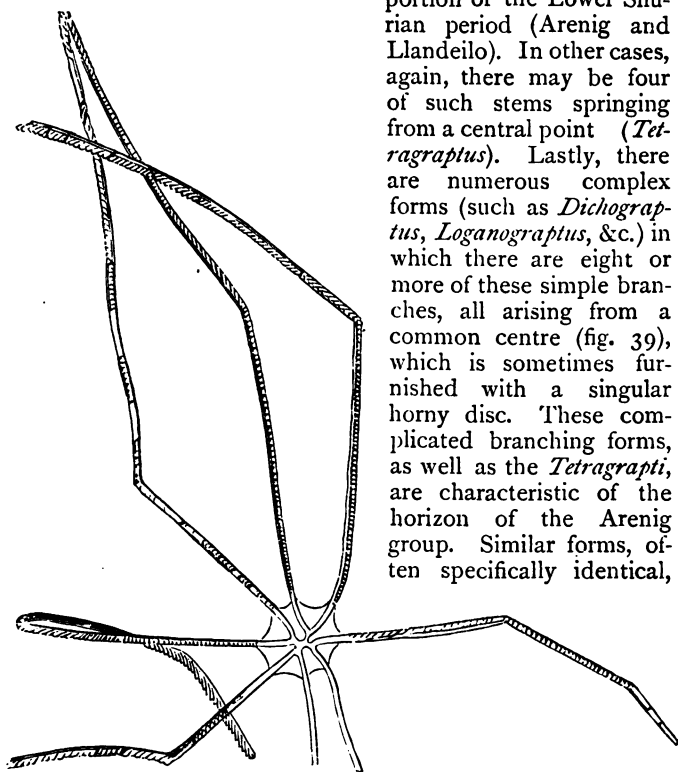 portion of the Lower Silu-
rian period (Arenig and
Llandeilo). In other cases,
again, there may be four
of such stems springing
from a central point (Tet-
ragraptus). Lastly, there
are numerous complex
forms (such as Dichograp-
tus, Loganograptus, &c.) in
which there are eight or
more of these simple bran-
ches, all arising from a
common centre (fig. 39),
which is sometimes fur-
nished with a singular
horny disc. These com-
plicated branching forms,
as well as the Tetragrapti,
are characteristic of the
horizon of the Arenig
group. Similar forms, of-
ten specifically identical,